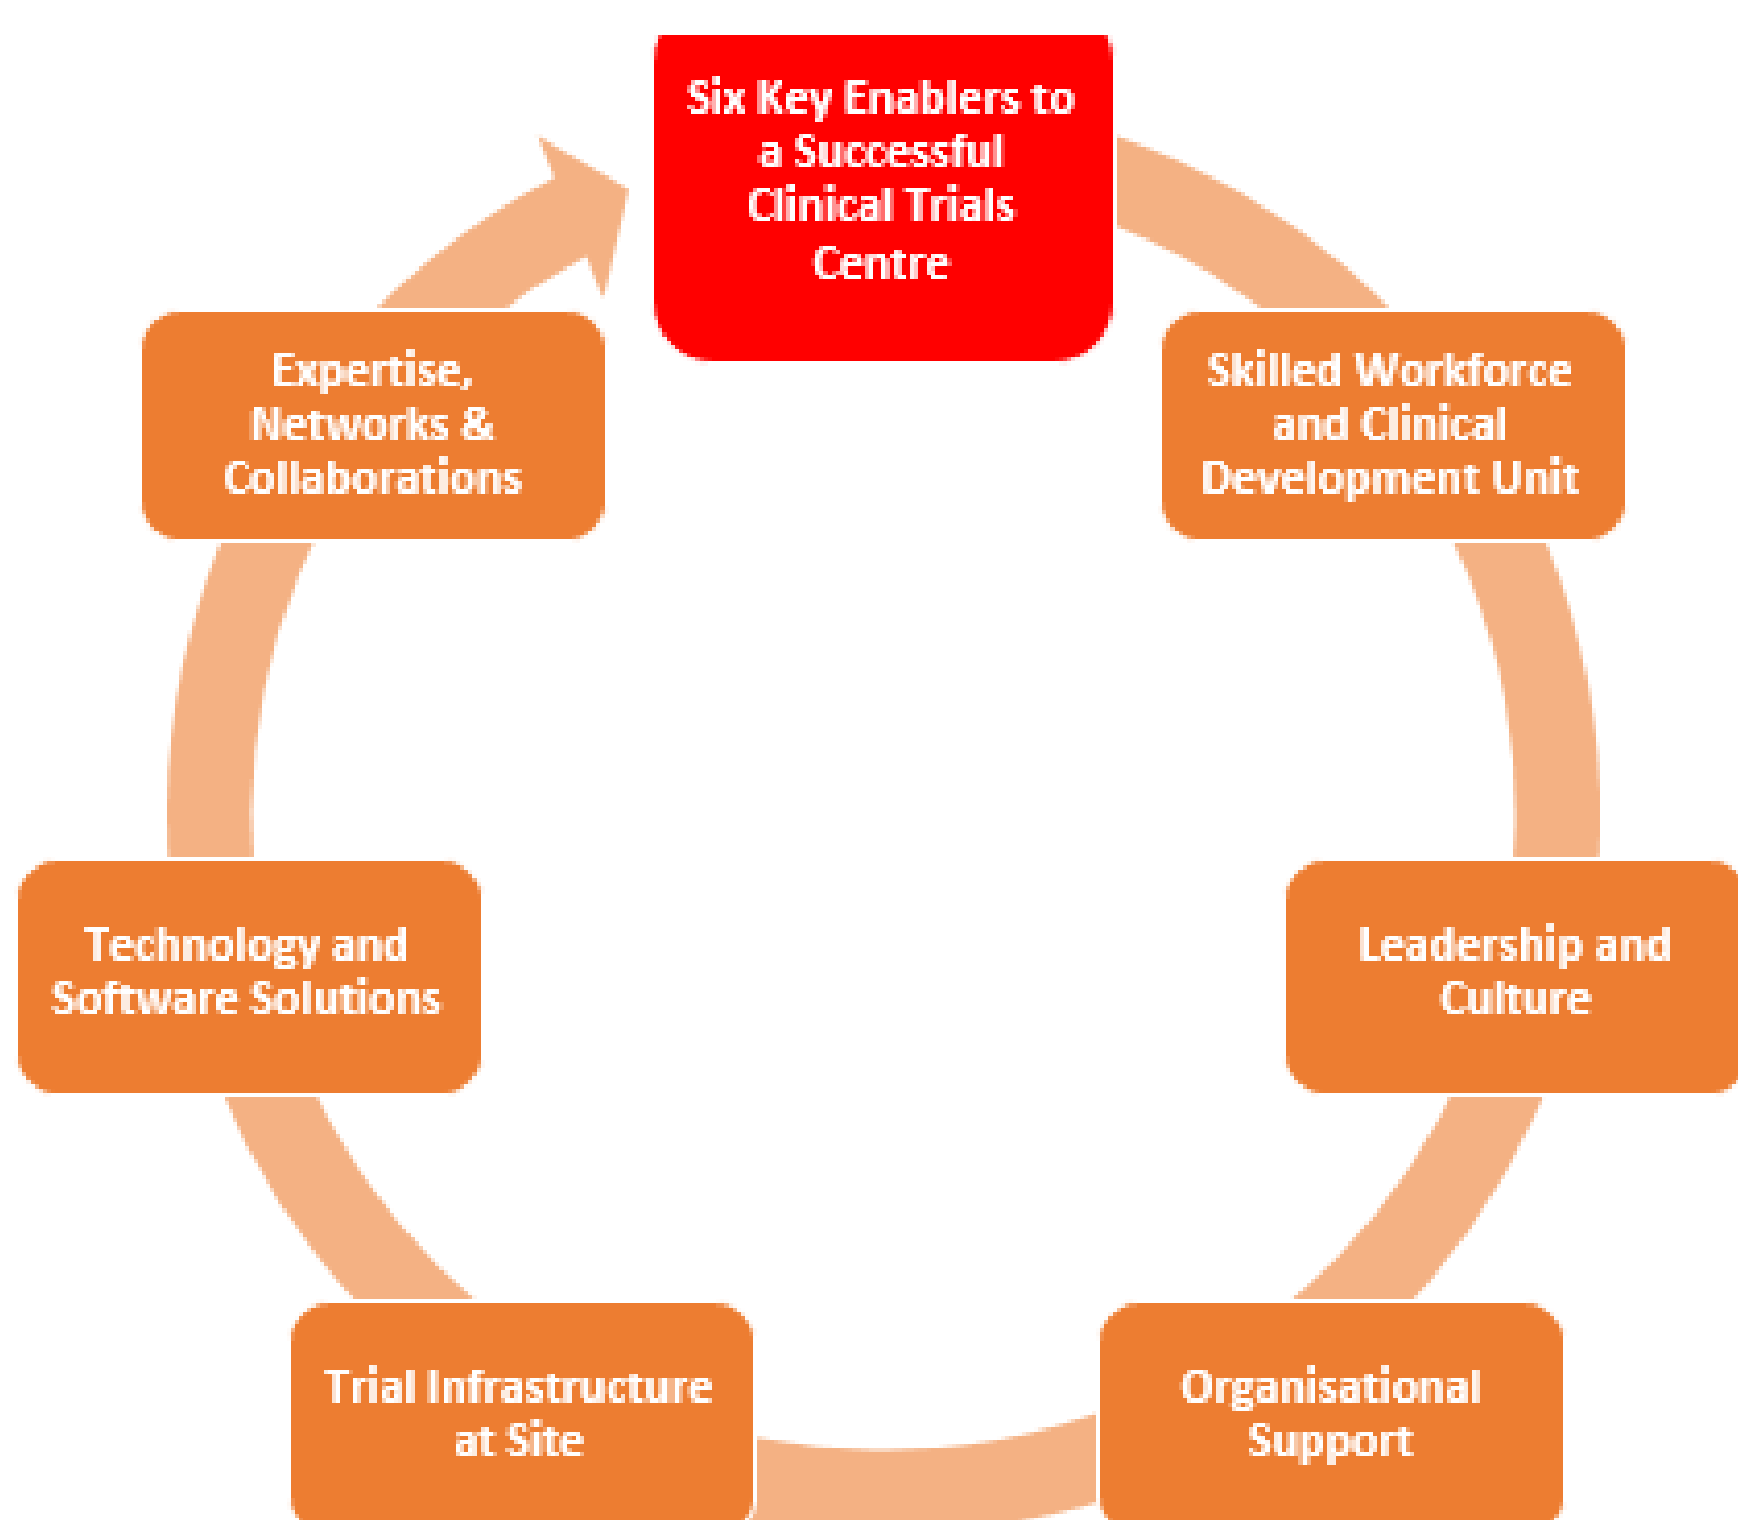 Six Key Enablers to
a Successful
Clinical Trials
Centre
Skilled Workforce
and Clinical
Development Unit
Leadership and
Culture
Organisational
Support
Trial Infrastructure
at Site
Technology and
Software Solutions
Expertise,
Networks &
Collaborations